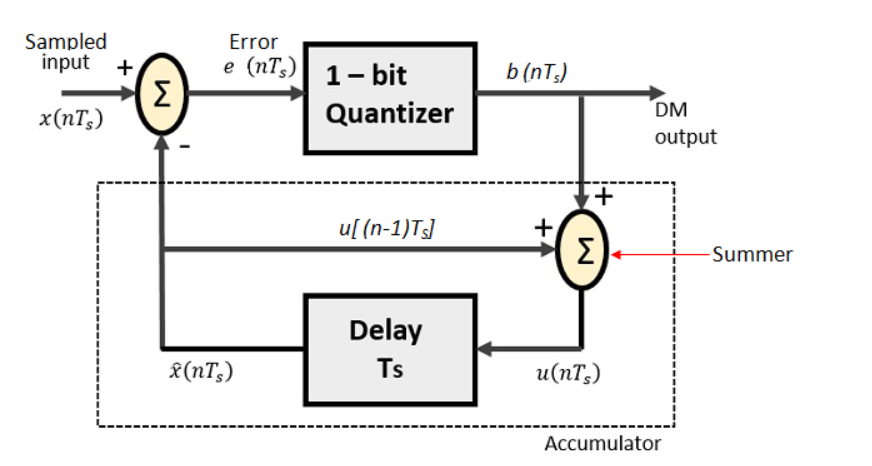 Sampled
input
+
x(nTₛ)
Σ
-
Error
e (nTₛ)
1 – bit
Quantizer
b (nTₛ)
DM
output
+
u[(n-1)Tₛ]
+
Σ
Summer
Delay
Ts
x̂(nTₛ)
u(nTₛ)
Accumulator